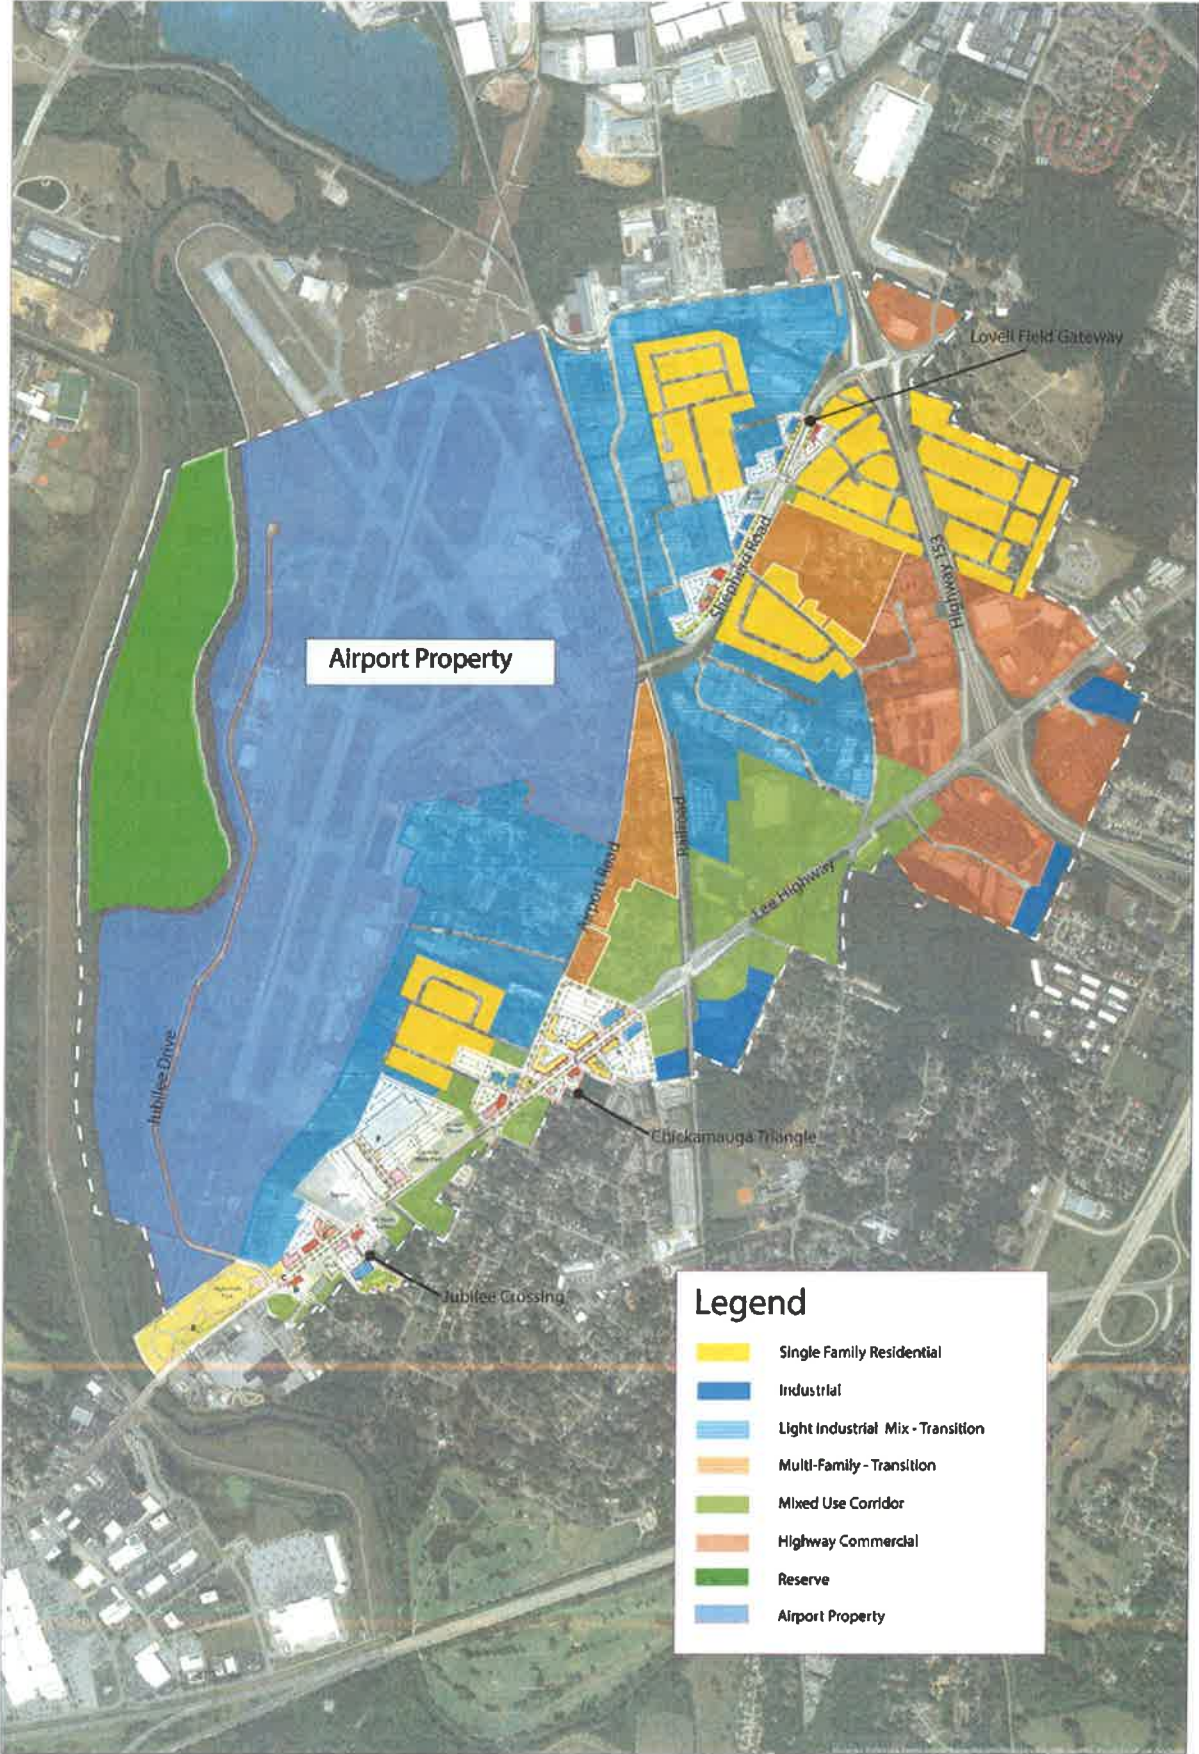 Lovell Field Gateway
Shepherd Road
Highway 153
Airport Property
Railroad
Airport Road
Lee Highway
Jubilee Drive
Chickamauga Triangle
Jubilee Crossing
Legend
Single Family Residential
Industrial
Light Industrial Mix - Transition
Multi-Family - Transition
Mixed Use Corridor
Highway Commercial
Reserve
Airport Property